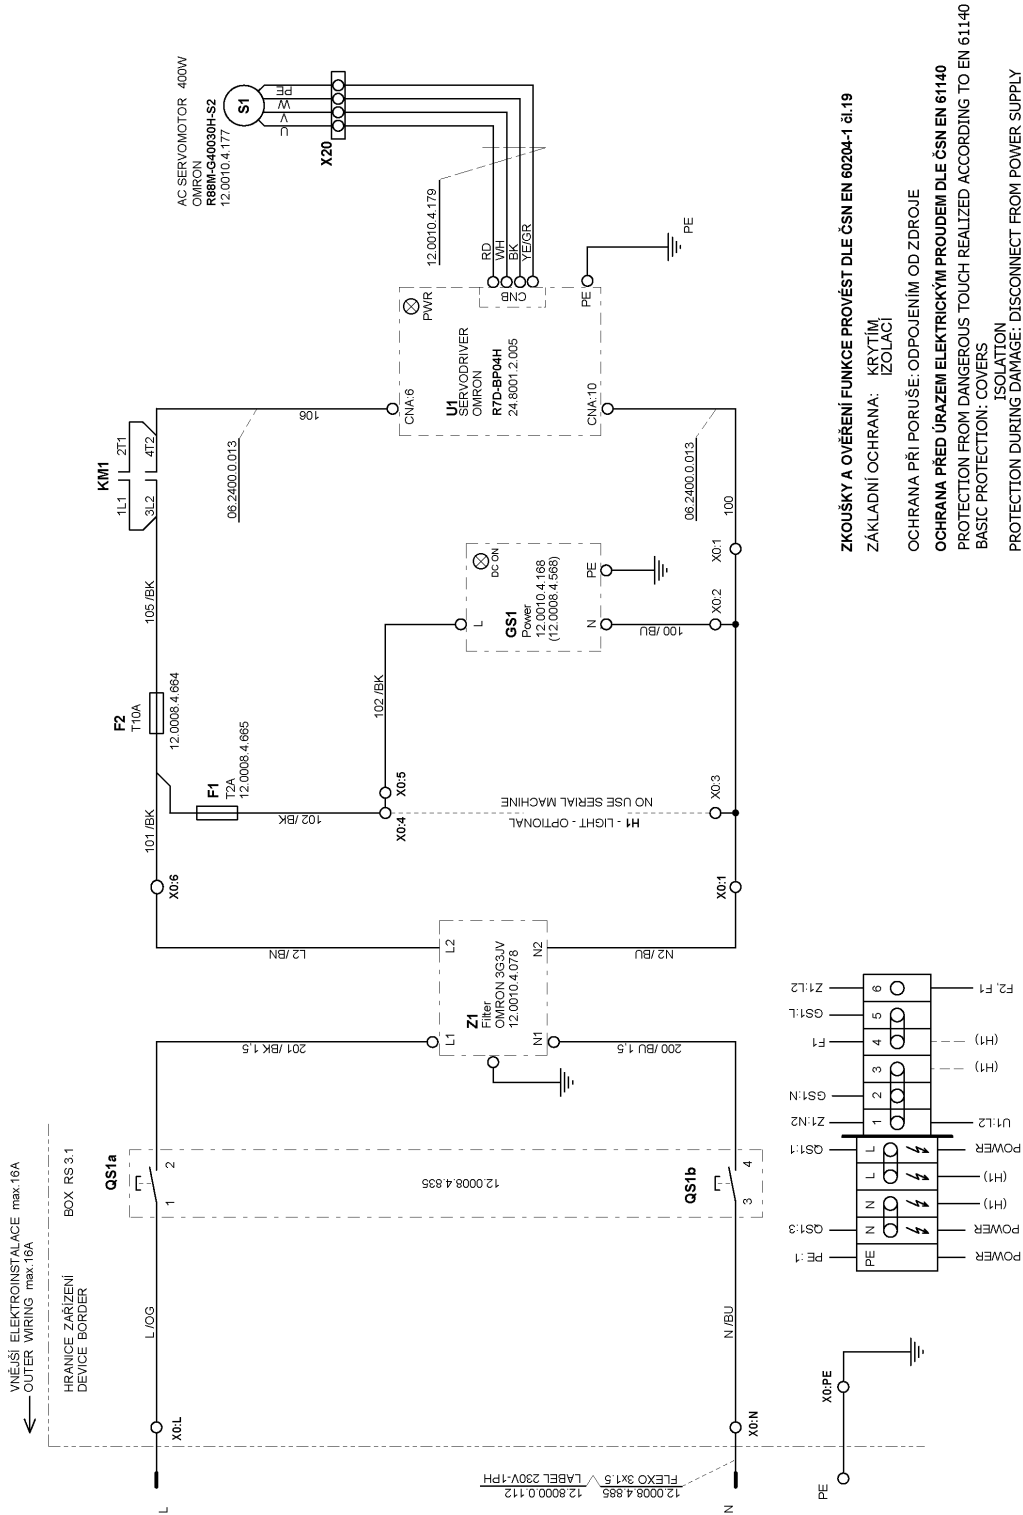 VNĚJŠÍ ELEKTROINSTALACE max.16A
OUTER WIRING max.16A
HRANICE ZAŘÍZENÍ
DEVICE BORDER
BOX RS 3.1
L
X0:L
L /OG
QS1a
1
2
12.0008.4.835
QS1b
3
4
N
X0:N
N /BU
12.8000.0.112
LABEL 230V-1PH
12.0008.4.885
FLEXO 3x1.5
PE
X0:PE
201 /BK 1,5
200 /BU 1,5
L1
L2
N1
N2
Z1
Filter
OMRON 3G3JV
12.0010.4.078
L2 /BN
N2 /BU
X0:6
X0:1
101 /BK
F1
T2A
12.0008.4.665
102 /BK
X0:4
X0:5
H1 - LIGHT - OPTIONAL
NO USE SERIAL MACHINE
X0:3
F2
T10A
12.0008.4.664
105 /BK
102 /BK
L
N
PE
DC ON
GS1
Power
12.0010.4.168
(12.0008.4.568)
100 /BU
X0:2
X0:1
100
KM1
1L1
2T1
3L2
4T2
106
06.2400.0.013
06.2400.0.013
CNA:6
CNA:10
U1
SERVODRIVER
OMRON
R7D-BP04H
24.8001.2.005
PWR
CNB
PE
PE
RD
WH
BK
YE/GR
12.0010.4.179
X20
U
V
W
PE
S1
AC SERVOMOTOR 400W
OMRON
R88M-G40030H-S2
12.0010.4.177
PE:1
QS1:3
QS1:1
Z1:N2
GS1:N
F1
GS1:L
Z1:L2
PE
N
N
L
L
1
2
3
4
5
6
POWER
POWER
(H1)
(H1)
POWER
U1:L2
(H1)
(H1)
F2, F1
ZKOUŠKY A OVĚŘENÍ FUNKCE PROVÉST DLE ČSN EN 60204-1 čl.19
ZÁKLADNÍ OCHRANA: KRYTÍM,
IZOLACÍ
OCHRANA PŘI PORUŠE: ODPOJENÍM OD ZDROJE
OCHRANA PŘED ÚRAZEM ELEKTRICKÝM PROUDEM DLE ČSN EN 61140
PROTECTION FROM DANGEROUS TOUCH REALIZED ACCORDING TO EN 61140
BASIC PROTECTION: COVERS
ISOLATION
PROTECTION DURING DAMAGE: DISCONNECT FROM POWER SUPPLY